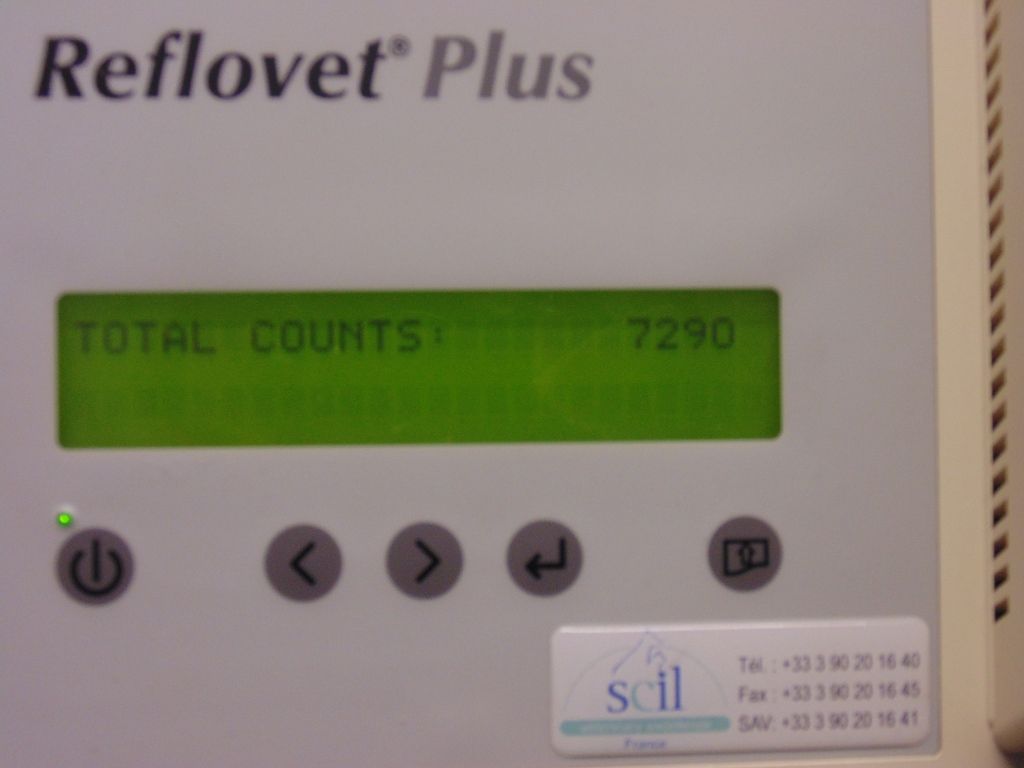 Reflovet® Plus
TOTAL COUNTS: 7290
scil
France
Tél. : +33 3 90 20 16 40
Fax : +33 3 90 20 16 45
SAV: +33 3 90 20 16 41